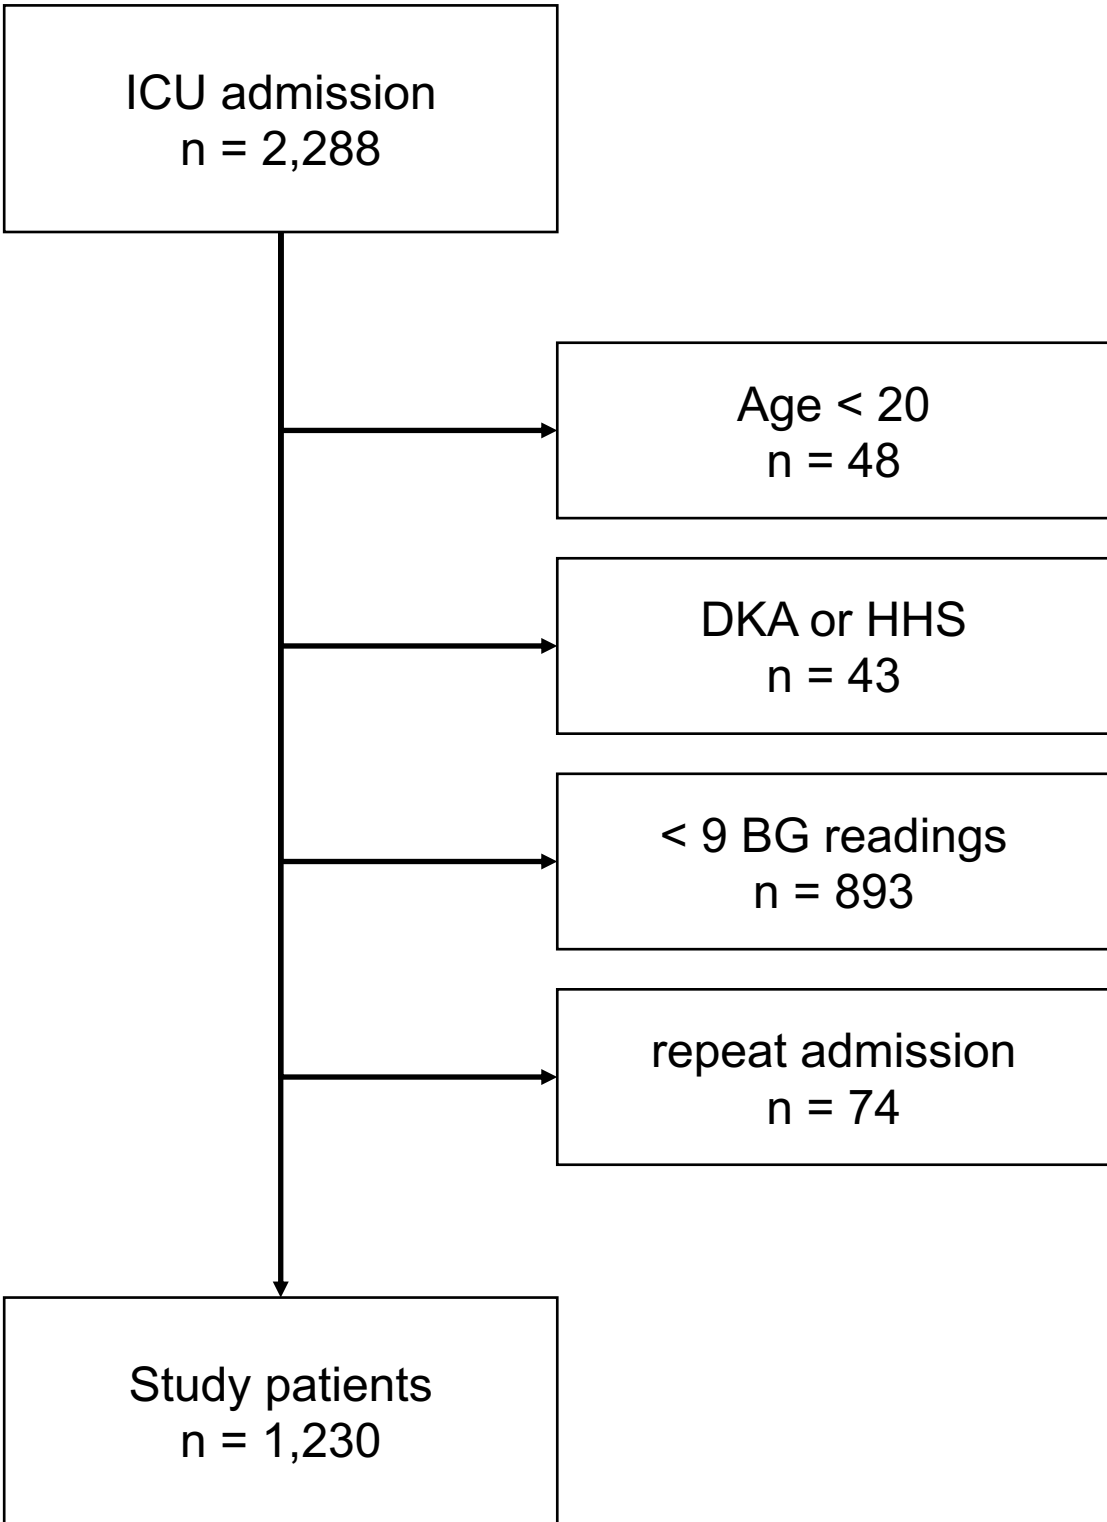 ICU admission
n = 2,288
Age < 20
n = 48
DKA or HHS
n = 43
< 9 BG readings
n = 893
repeat admission
n = 74
Study patients
n = 1,230